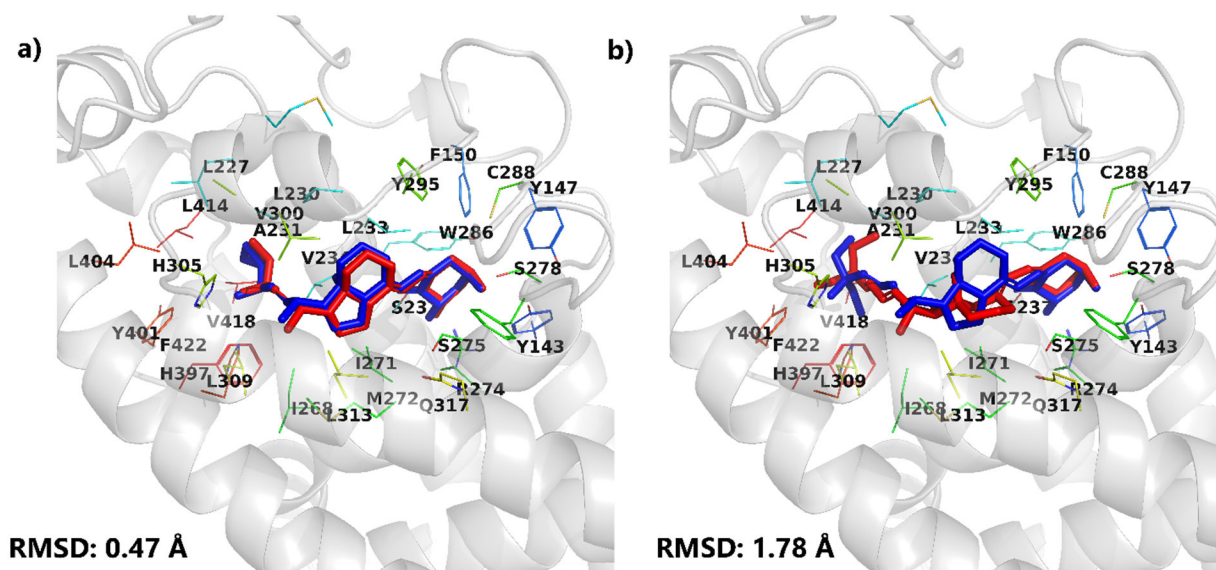 a)
F150
L227
Y295
C288
Y147
L230
L414
V300
A231
L233
W286
L404
H305
V23
S278
S23
V418
Y401
F422
S275
Y143
H397
L309
I271
R274
I268
L313
M272
Q317
RMSD: 0.47 Å
b)
F150
L227
Y295
C288
Y147
L230
L414
V300
A231
L233
W286
L404
H305
V23
S278
S237
V418
Y401
F422
S275
Y143
H397
L309
I271
R274
I268
L313
M272
Q317
RMSD: 1.78 Å